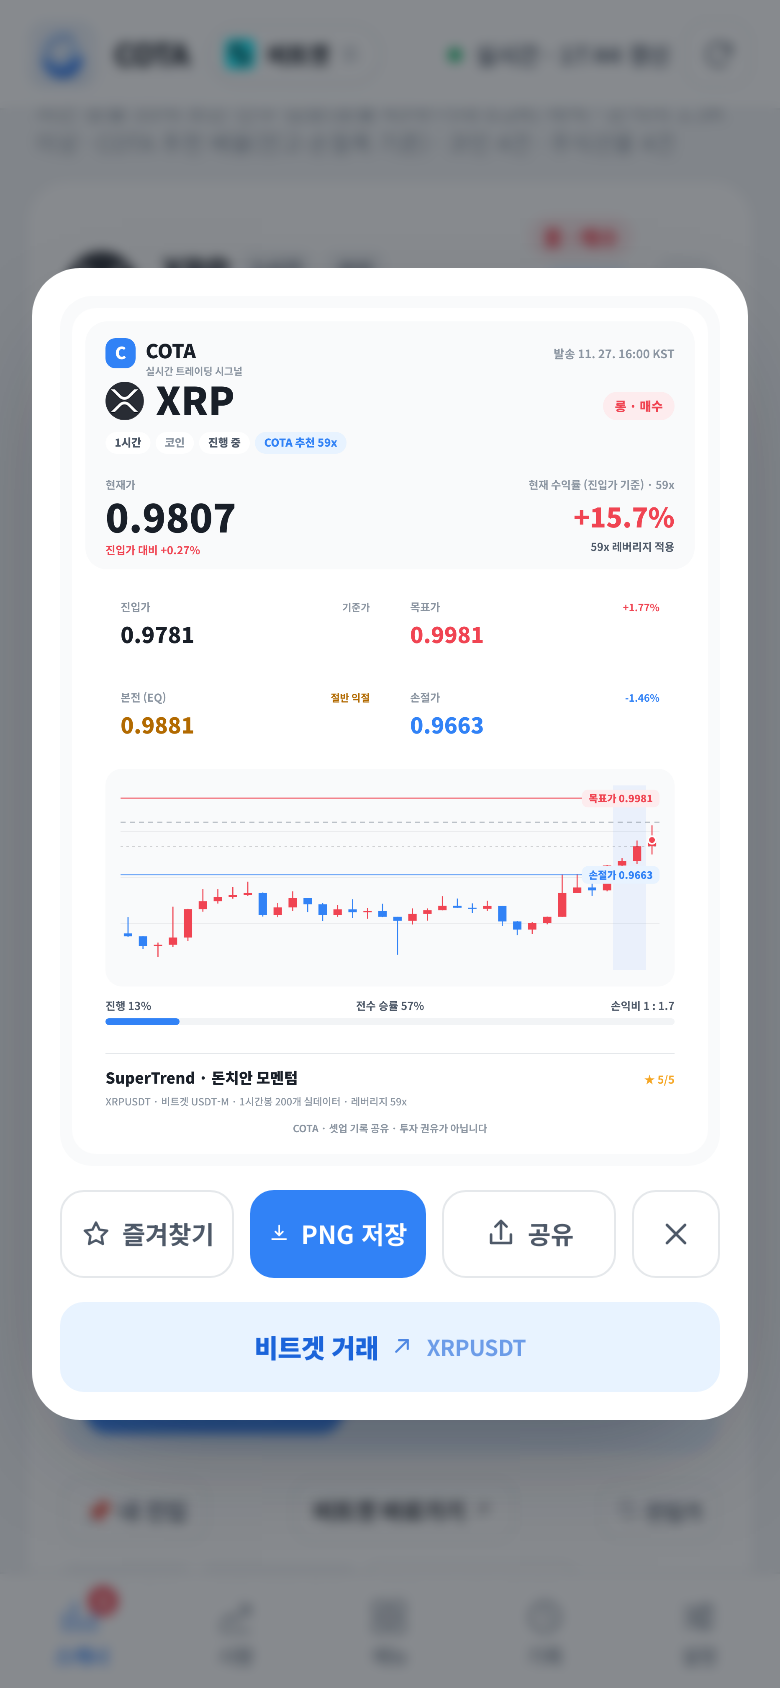 COTA
C
COTA
발송 11. 27. 16:00 KST
실시간 트레이딩 시그널
XRP
롱 · 매수
1시간
코인
진행 중
COTA 추천 59x
현재가
현재 수익률 (진입가 기준) · 59x
0.9807
+15.7%
진입가 대비 +0.27%
59x 레버리지 적용
진입가
기준가
목표가
+1.77%
0.9781
0.9981
본전 (EQ)
절반 익절
손절가
-1.46%
0.9881
0.9663
목표가 0.9981
손절가 0.9663
진행 13%
전수 승률 57%
손익비 1 : 1.7
SuperTrend · 돈치안 모멘텀
★ 5/5
XRPUSDT · 비트겟 USDT-M · 1시간봉 200개 실데이터 · 레버리지 59x
COTA · 셋업 기록 공유 · 투자 권유가 아닙니다
즐겨찾기
PNG 저장
공유
비트겟 거래 ↗ XRPUSDT